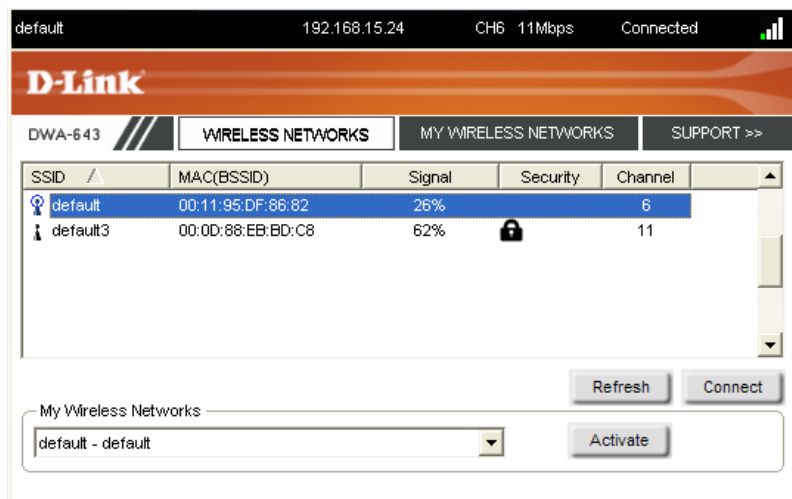 default 192.168.15.24 CH6 11Mbps Connected
D-Link
DWA-643 WIRELESS NETWORKS MY WIRELESS NETWORKS SUPPORT >>
SSID MAC(BSSID) Signal Security Channel
default 00:11:95:DF:86:82 26% 6
default3 00:0D:88:EB:BD:C8 62% 11
Refresh Connect
My Wireless Networks
default - default Activate